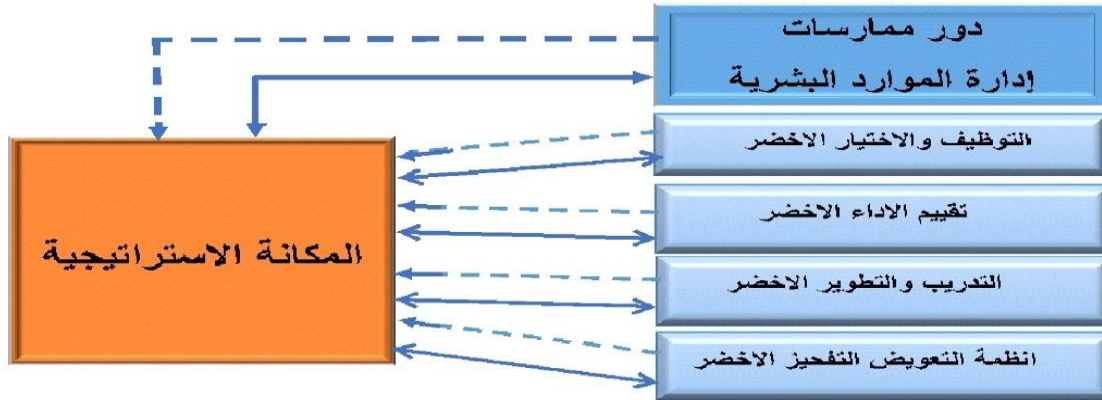 دور ممارسات
إدارة الموارد البشرية
التوظيف والاختيار الاخضر
تقييم الاداء الاخضر
التدريب والتطوير الاخضر
انظمة التعويض التفحيز الاخضر
المكانة الاستراتيجية